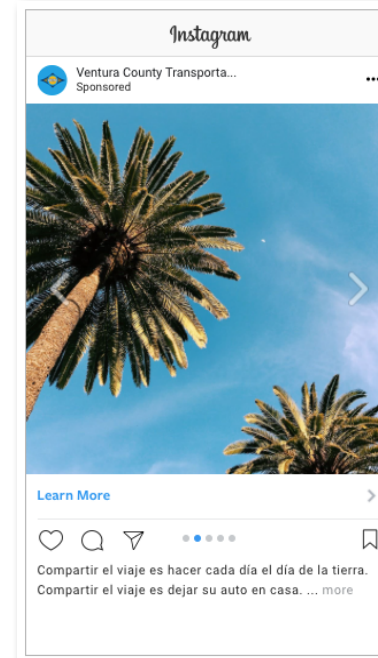 Instagram
Ventura County Transporta...
Sponsored
Learn More
Compartir el viaje es hacer cada día el día de la tierra.
Compartir el viaje es dejar su auto en casa. ... more